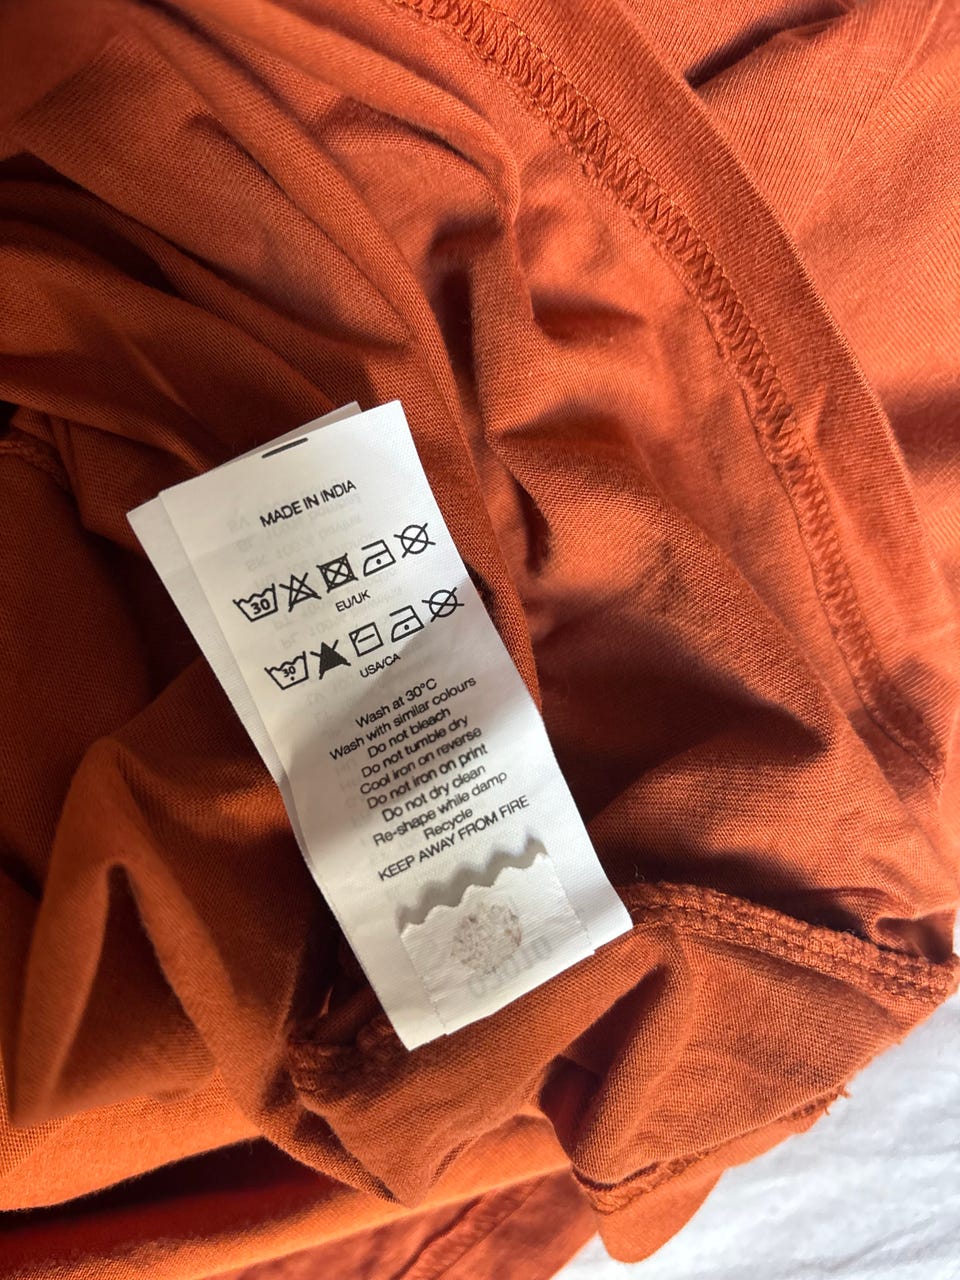 MADE IN INDIA
30
EU/UK
30°
USA/CA
Wash at 30°C
Wash with similar colours
Do not bleach
Do not tumble dry
Cool iron on reverse
Do not iron on print
Do not dry clean
Re-shape while damp
Recycle
KEEP AWAY FROM FIRE